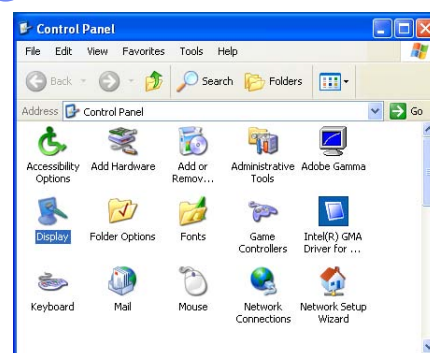 Control Panel
File Edit View Favorites Tools Help
Back Search Folders
Address Control Panel Go
Accessibility Options Add Hardware Add or Remov... Administrative Tools Adobe Gamma
Display Folder Options Fonts Game Controllers Intel(R) GMA Driver for ...
Keyboard Mail Mouse Network Connections Network Setup Wizard